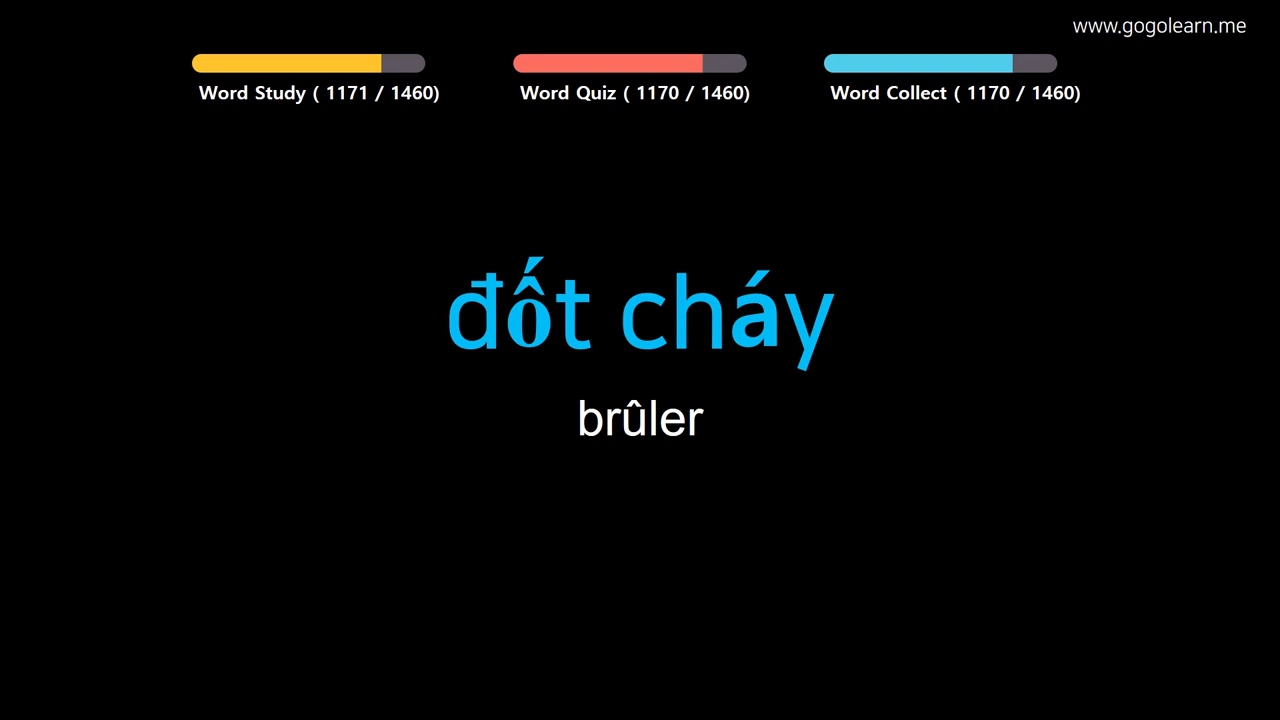 www.gogolearn.me
Word Study ( 1171 / 1460)
Word Quiz ( 1170 / 1460)
Word Collect ( 1170 / 1460)
đốt cháy
brûler